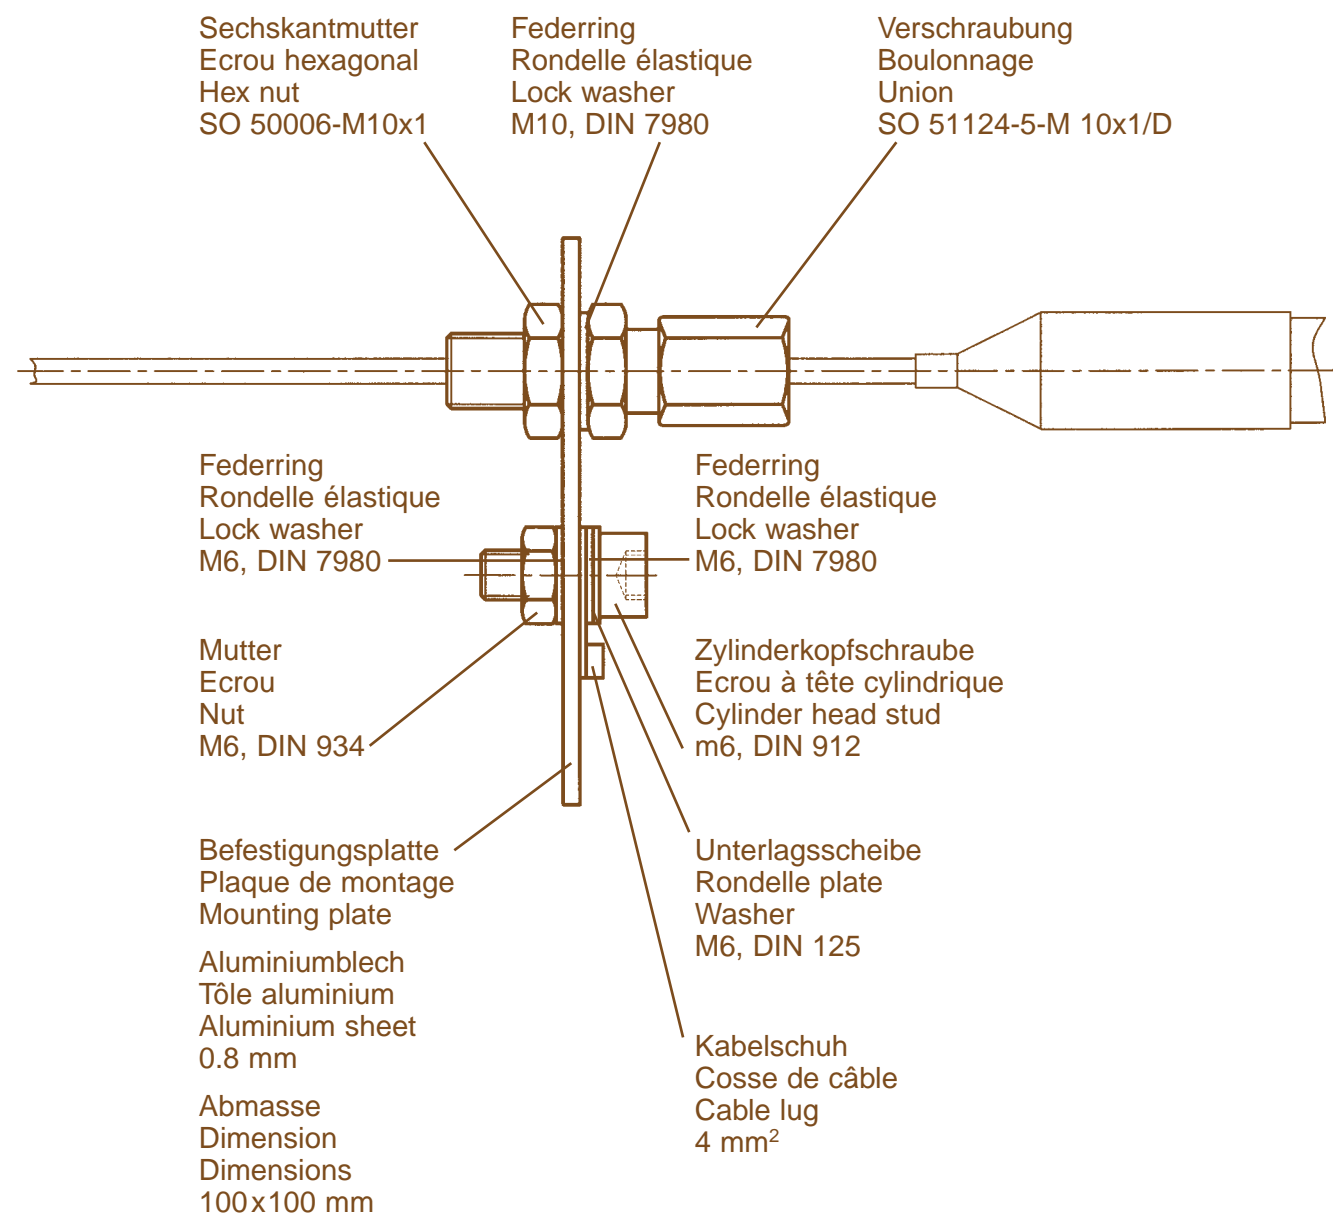 Sechskantmutter
Ecrou hexagonal
Hex nut
SO 50006-M10x1
Federring
Rondelle élastique
Lock washer
M10, DIN 7980
Verschraubung
Boulonnage
Union
SO 51124-5-M 10x1/D
Federring
Rondelle élastique
Lock washer
M6, DIN 7980
Federring
Rondelle élastique
Lock washer
M6, DIN 7980
Mutter
Ecrou
Nut
M6, DIN 934
Zylinderkopfschraube
Ecrou à tête cylindrique
Cylinder head stud
m6, DIN 912
Befestigungsplatte
Plaque de montage
Mounting plate
Aluminiumblech
Tôle aluminium
Aluminium sheet
0.8 mm
Abmasse
Dimension
Dimensions
100x100 mm
Unterlagsscheibe
Rondelle plate
Washer
M6, DIN 125
Kabelschuh
Cosse de câble
Cable lug
4 mm²